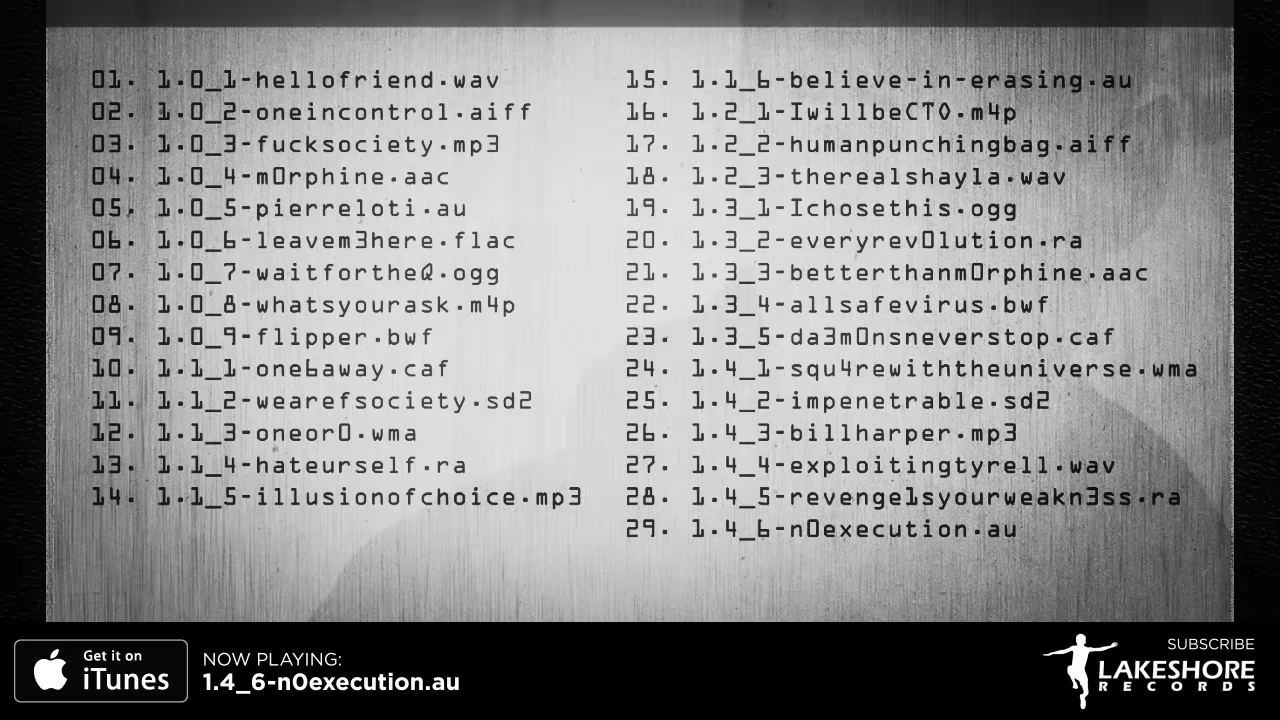 01. 1.0_1-hellofriend.wav
02. 1.0_2-oneincontrol.aiff
03. 1.0_3-fucksociety.mp3
04. 1.0_4-m0rphine.aac
05. 1.0_5-pierreloti.au
06. 1.0_6-leavem3here.flac
07. 1.0_7-waitfortheQ.ogg
08. 1.0_8-whatsyourask.m4p
09. 1.0_9-flipper.bwf
10. 1.1_1-one6away.caf
11. 1.1_2-wearefsociety.sd2
12. 1.1_3-oneor0.wma
13. 1.1_4-hateurself.ra
14. 1.1_5-illusionofchoice.mp3
15. 1.1_6-believe-in-erasing.au
16. 1.2_1-IwillbeCTO.m4p
17. 1.2_2-humanpunchingbag.aiff
18. 1.2_3-therealshayla.wav
19. 1.3_1-Ichosethis.ogg
20. 1.3_2-everyrev0lution.ra
21. 1.3_3-betterthanm0rphine.aac
22. 1.3_4-allsafevirus.bwf
23. 1.3_5-da3m0nsneverstop.caf
24. 1.4_1-squ4rewiththeuniverse.wma
25. 1.4_2-impenetrable.sd2
26. 1.4_3-billharper.mp3
27. 1.4_4-exploitingtyrell.wav
28. 1.4_5-revenge1syourweakn3ss.ra
29. 1.4_6-n0execution.au
Get it on
iTunes
NOW PLAYING:
1.4_6-n0execution.au
SUBSCRIBE
LAKESHORE
RECORDS